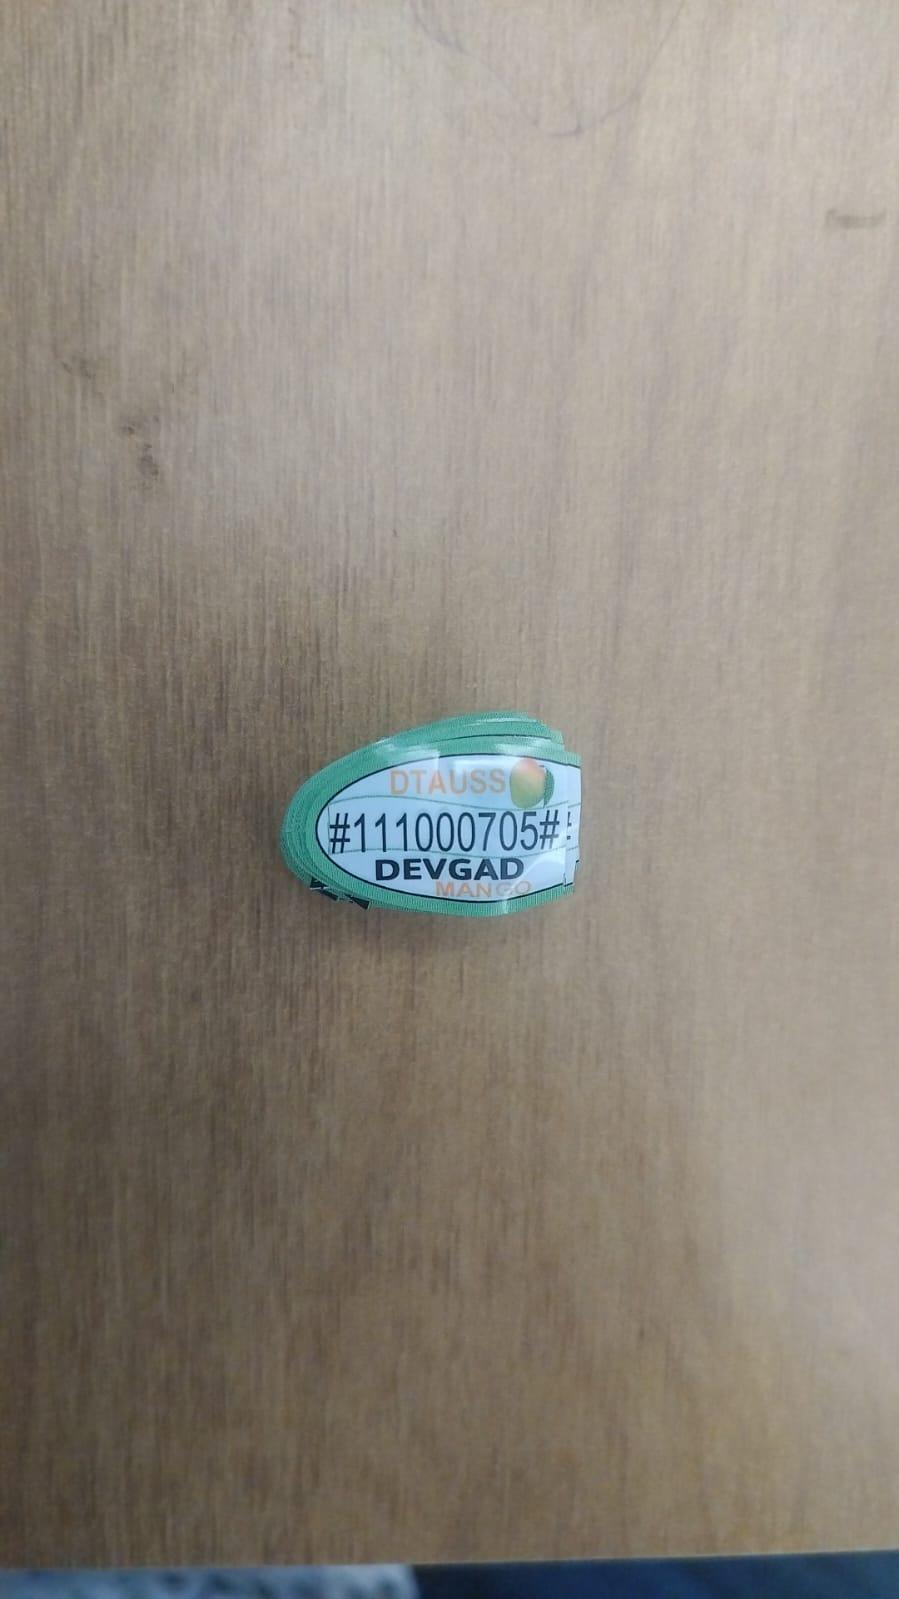 DTAUSS
#111000705#
DEVGAD
MANGO